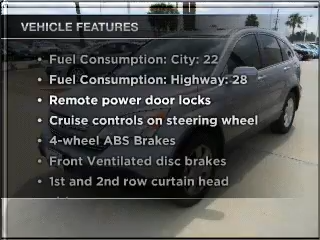 VEHICLE FEATURES
• Fuel Consumption: City: 22
• Fuel Consumption: Highway: 28
• Remote power door locks
• Cruise controls on steering wheel
• 4-wheel ABS Brakes
• Front Ventilated disc brakes
• 1st and 2nd row curtain head